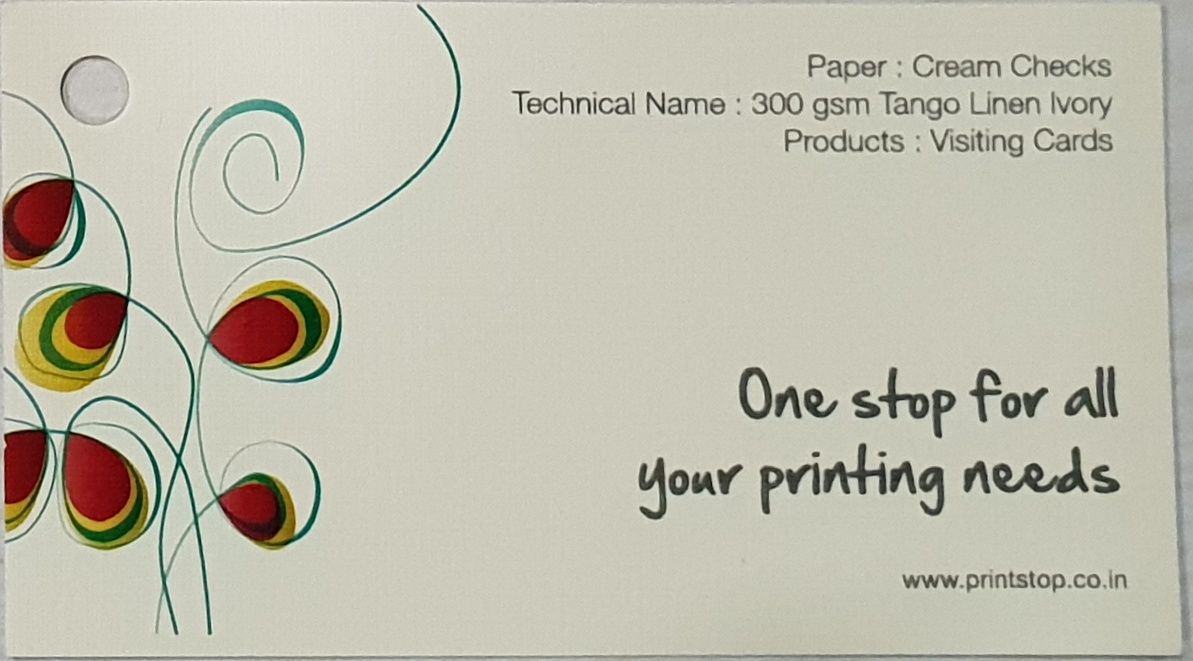 Paper : Cream Checks
Technical Name : 300 gsm Tango Linen Ivory
Products : Visiting Cards
One stop for all
your printing needs
www.printstop.co.in